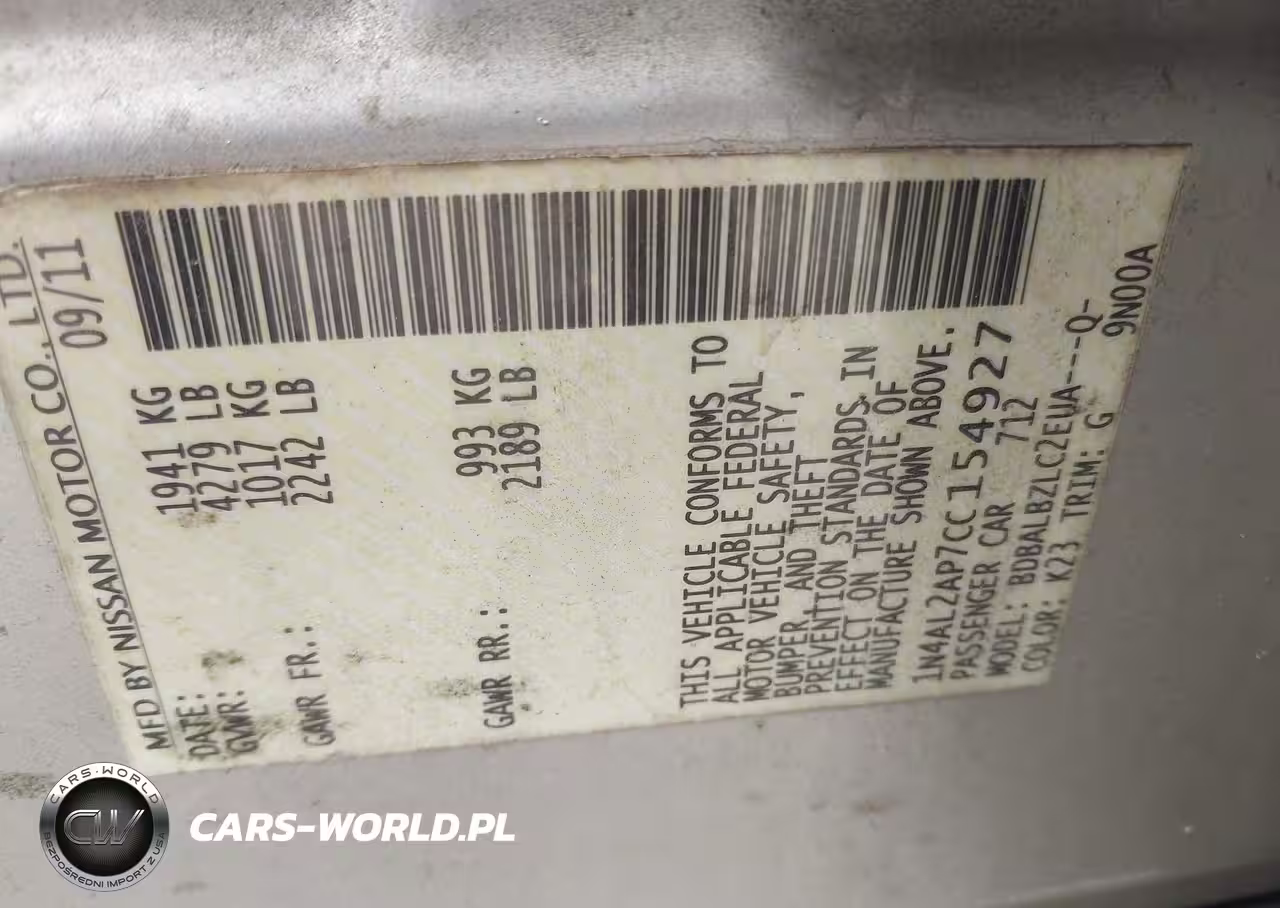 MFD BY NISSAN MOTOR CO., LTD.
DATE: 09/11
GVWR: 1941 KG
4279 LB
GAWR FR.: 1017 KG
2242 LB
GAWR RR.: 993 KG
2189 LB
THIS VEHICLE CONFORMS TO
ALL APPLICABLE FEDERAL
MOTOR VEHICLE SAFETY,
BUMPER, AND THEFT
PREVENTION STANDARDS IN
EFFECT ON THE DATE OF
MANUFACTURE SHOWN ABOVE.
1N4AL2AP7CC154927
PASSENGER CAR 712
MODEL: BDBALBZLC2EUA---Q-
COLOR: K23 TRIM: G 9N00A
CARS-WORLD
CW
BEZPOŚREDNI IMPORT Z USA
CARS-WORLD.PL